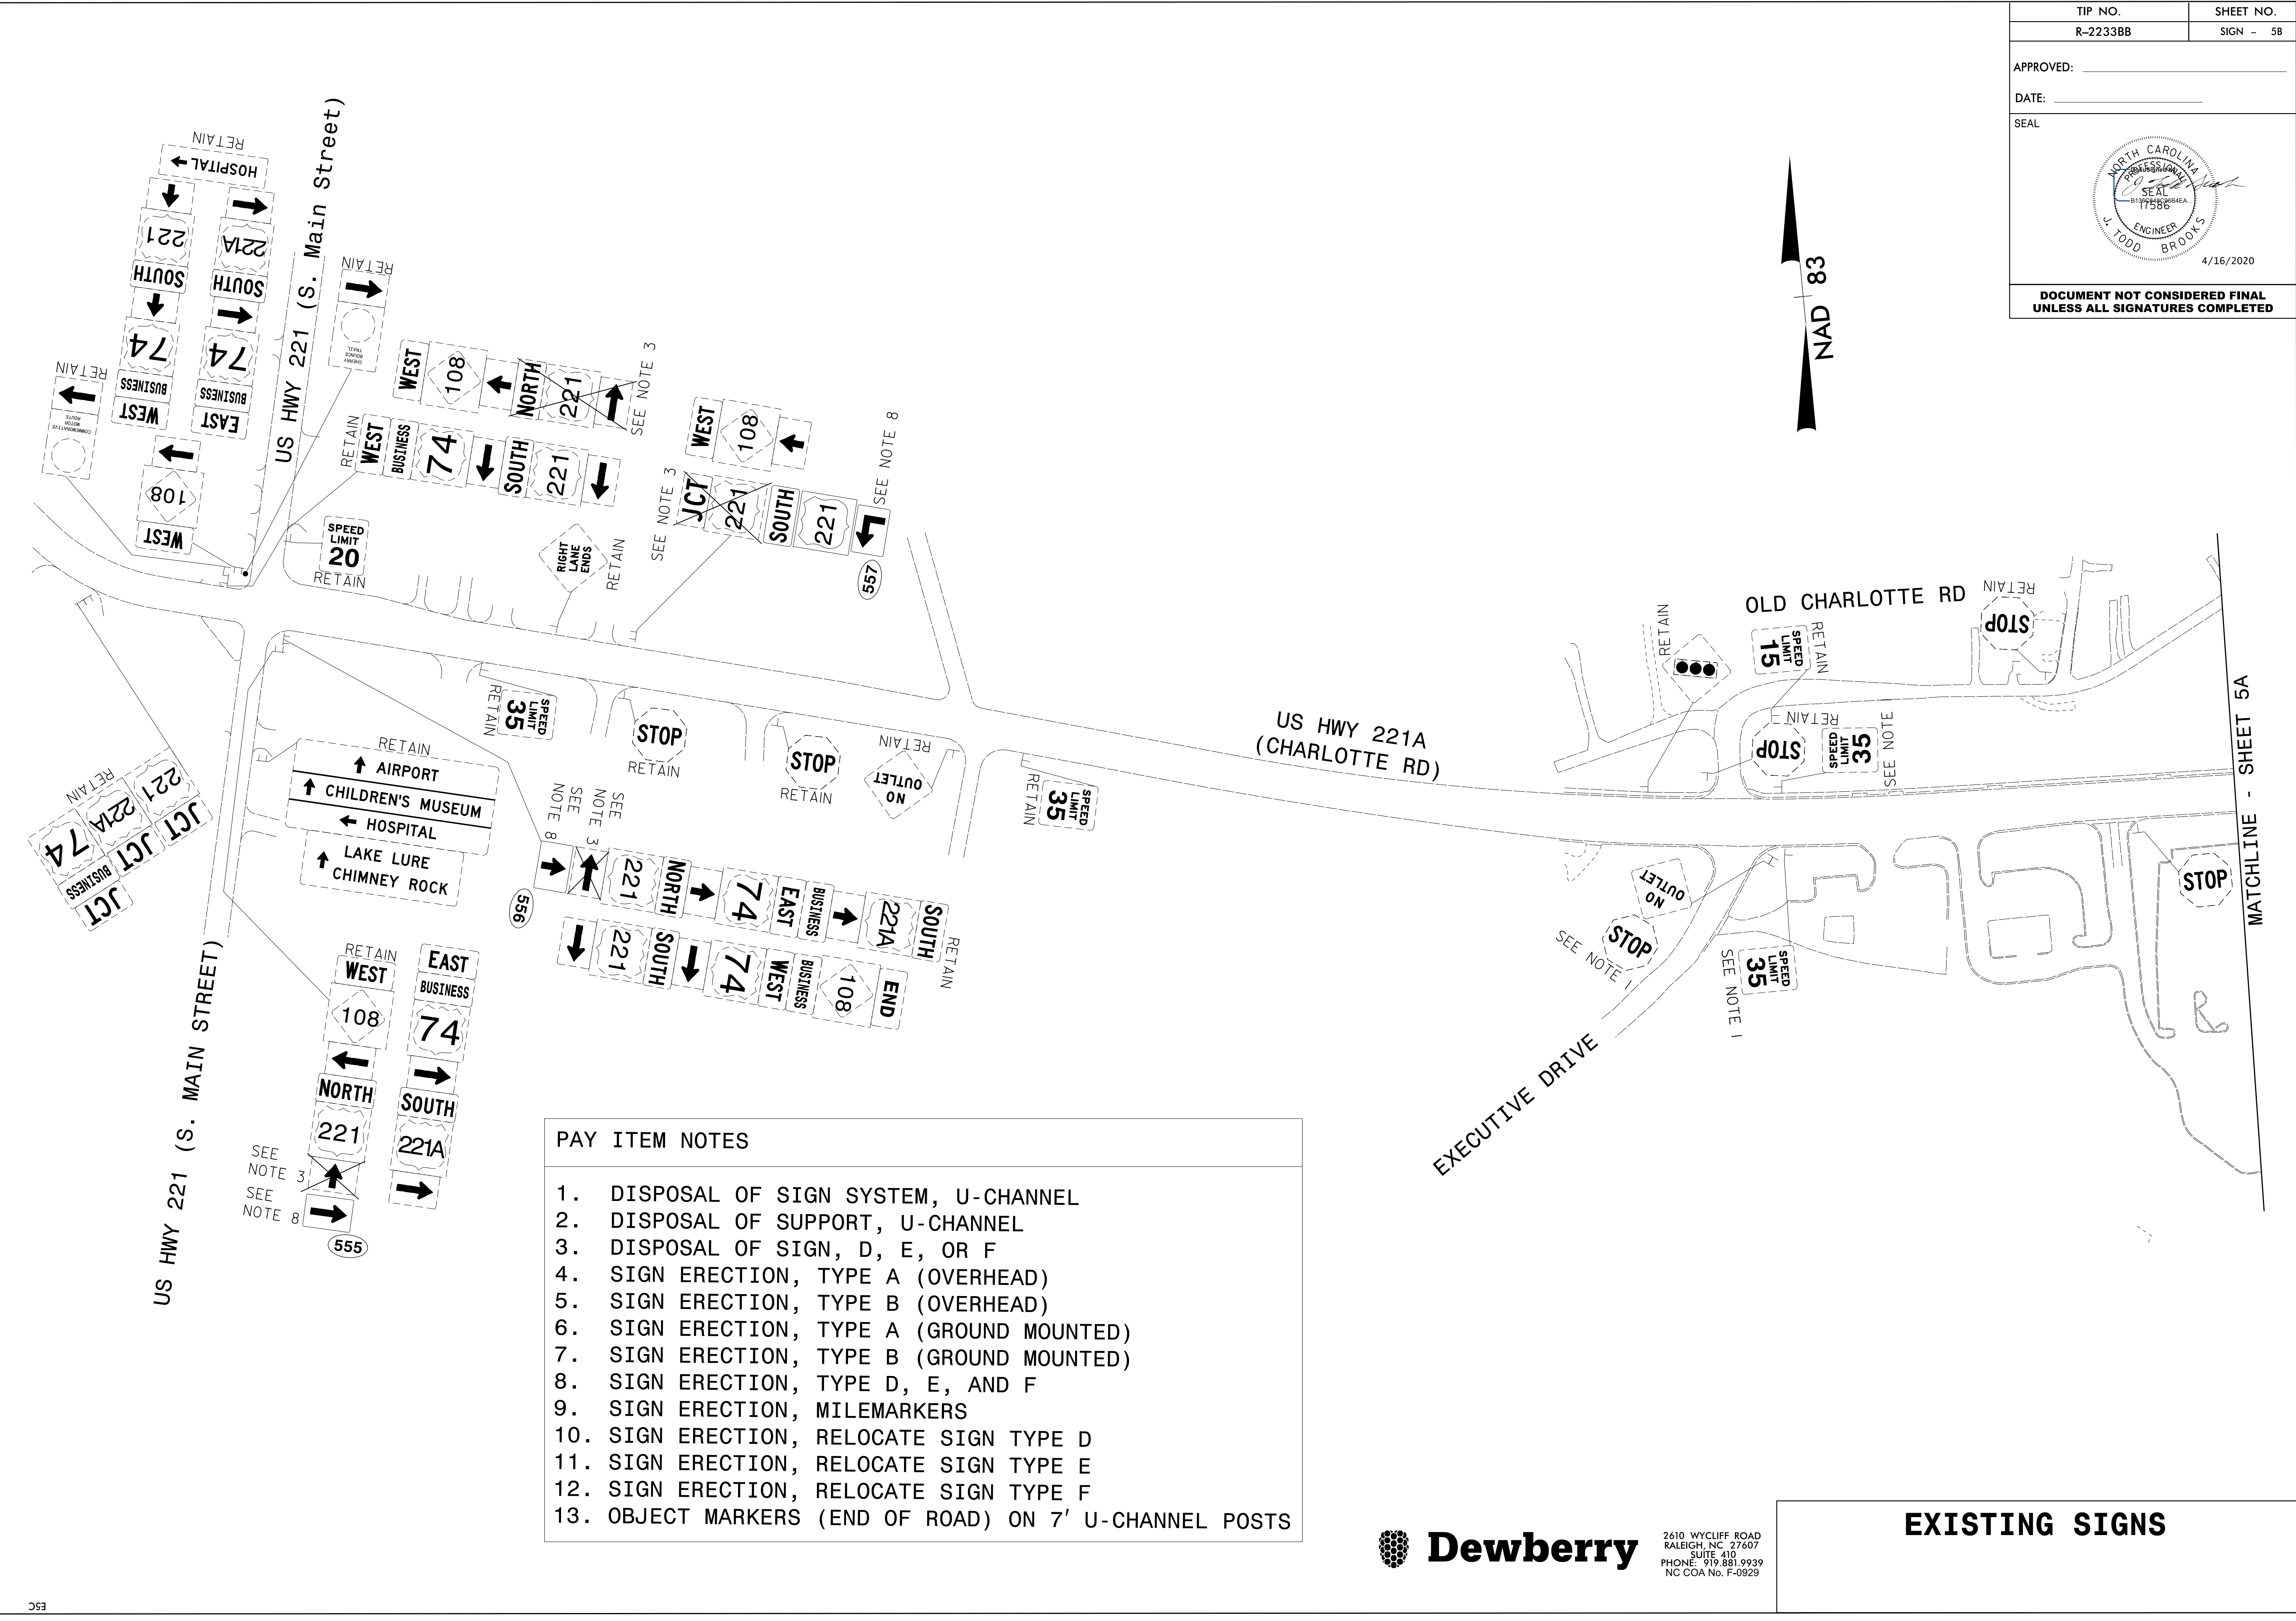 TIP NO.
SHEET NO.
R-2233BB
SIGN - 5B
APPROVED:
DATE:
SEAL
NORTH CAROLINA
PROFESSIONAL
SEAL
17586
ENGINEER
J. TODD BROOKS
4/16/2020
DOCUMENT NOT CONSIDERED FINAL
UNLESS ALL SIGNATURES COMPLETED
NAD 83
RETAIN
HOSPITAL
221
SOUTH
74
BUSINESS
WEST
221A
SOUTH
74
BUSINESS
EAST
US HWY 221 (S. Main Street)
RETAIN
COMMEMORATIVE
MOTOR
ROUTE
108
WEST
RETAIN
CHERRY
BOUNCE
TRAIL
WEST
108
NORTH
221
SEE NOTE 3
RETAIN
WEST
BUSINESS
74
SOUTH
221
SPEED
LIMIT
20
RETAIN
RIGHT
LANE
ENDS
RETAIN
WEST
108
SEE NOTE 3
JCT
221
SOUTH
221
SEE NOTE 8
557
RETAIN
SPEED
LIMIT
35
STOP
RETAIN
STOP
RETAIN
RETAIN
NO
OUTLET
RETAIN
SPEED
LIMIT
35
US HWY 221A
(CHARLOTTE RD)
RETAIN
OLD CHARLOTTE RD
SPEED
LIMIT
15
RETAIN
RETAIN
STOP
RETAIN
STOP
SPEED
LIMIT
35
SEE NOTE
NO
OUTLET
STOP
SEE NOTE 1
SPEED
LIMIT
35
SEE NOTE 1
EXECUTIVE DRIVE
STOP
MATCHLINE - SHEET 5A
RETAIN
221
JCT
221A
JCT
74
BUSINESS
JCT
RETAIN
AIRPORT
CHILDREN'S MUSEUM
HOSPITAL
LAKE LURE
CHIMNEY ROCK
SEE
NOTE 8
SEE
NOTE 3
556
221
NORTH
74
EAST
BUSINESS
221A
SOUTH
RETAIN
221
SOUTH
74
WEST
BUSINESS
108
END
US HWY 221 (S. MAIN STREET)
RETAIN
WEST
108
NORTH
221
SEE
NOTE 3
SEE
NOTE 8
555
EAST
BUSINESS
74
SOUTH
221A
PAY ITEM NOTES
1. DISPOSAL OF SIGN SYSTEM, U-CHANNEL
2. DISPOSAL OF SUPPORT, U-CHANNEL
3. DISPOSAL OF SIGN, D, E, OR F
4. SIGN ERECTION, TYPE A (OVERHEAD)
5. SIGN ERECTION, TYPE B (OVERHEAD)
6. SIGN ERECTION, TYPE A (GROUND MOUNTED)
7. SIGN ERECTION, TYPE B (GROUND MOUNTED)
8. SIGN ERECTION, TYPE D, E, AND F
9. SIGN ERECTION, MILEMARKERS
10. SIGN ERECTION, RELOCATE SIGN TYPE D
11. SIGN ERECTION, RELOCATE SIGN TYPE E
12. SIGN ERECTION, RELOCATE SIGN TYPE F
13. OBJECT MARKERS (END OF ROAD) ON 7' U-CHANNEL POSTS
Dewberry
2610 WYCLIFF ROAD
RALEIGH, NC 27607
SUITE 410
PHONE: 919.881.9939
NC COA No. F-0929
EXISTING SIGNS